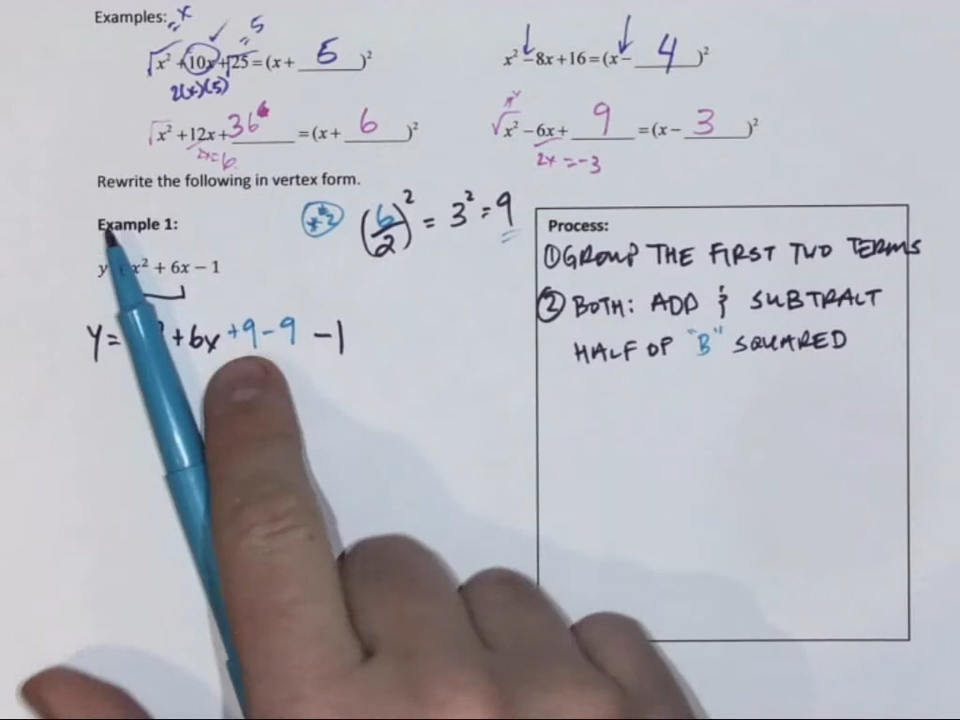 Examples: x
= 5
√x² + 10x + √25 = (x + 5)²
2(x)(5)
x² − 8x + 16 = (x − 4)²
√x² + 12x + 36 = (x + 6)²
2x = 6
√x² − 6x + 9 = (x − 3)²
2x = -3
Rewrite the following in vertex form.
Example 1:
(6/2)² = 3² = 9
y x² + 6x − 1
Y = ² + 6x + 9 - 9 - 1
Process:
① GROUP THE FIRST TWO TERMS
② BOTH: ADD & SUBTRACT
HALF OF "B" SQUARED